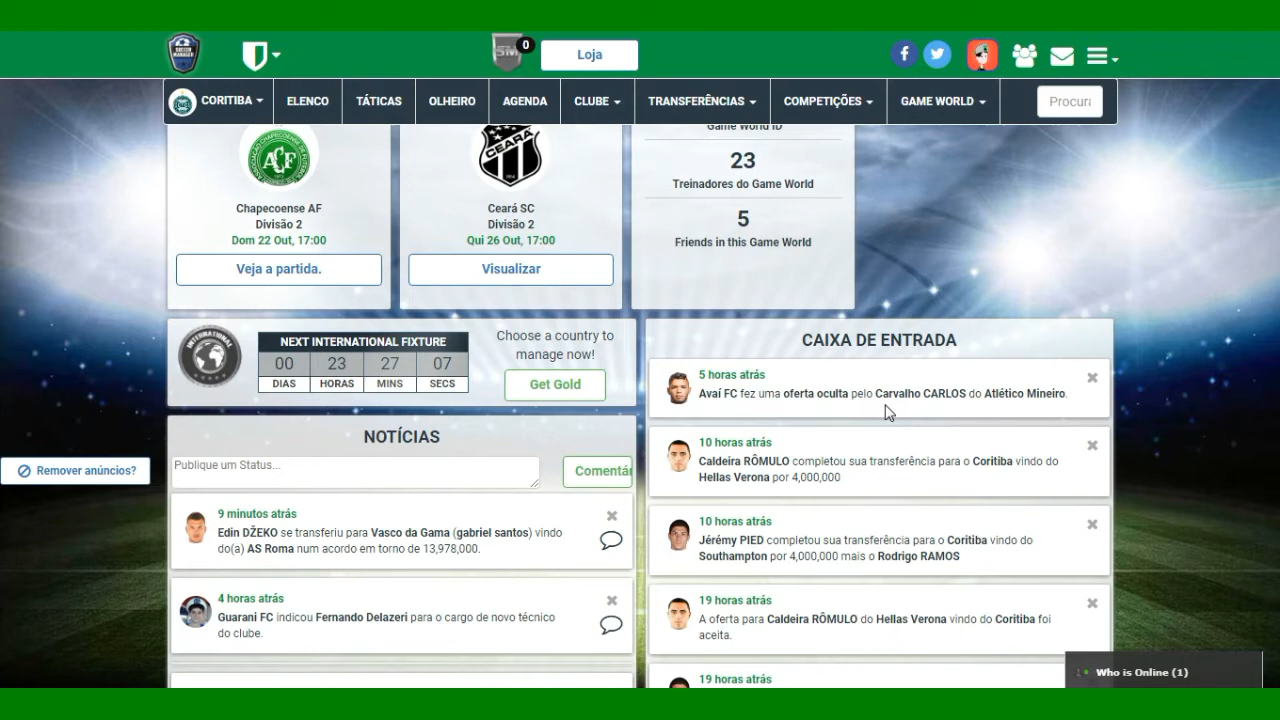 SOCCER MANAGER
SM
0
Loja
CORITIBA
ELENCO
TÁTICAS
OLHEIRO
AGENDA
CLUBE
TRANSFERÊNCIAS
COMPETIÇÕES
GAME WORLD
Procura
ACF
Chapecoense AF
Divisão 2
Dom 22 Out, 17:00
Veja a partida.
CEARÁ
Ceará SC
Divisão 2
Qui 26 Out, 17:00
Visualizar
Game World ID
23
Treinadores do Game World
5
Friends in this Game World
INTERNATIONAL
NEXT INTERNATIONAL FIXTURE
00 23 27 07
DIAS HORAS MINS SECS
Choose a country to
manage now!
Get Gold
NOTÍCIAS
Publique um Status...
Comentár
9 minutos atrás
Edin DŽEKO se transferiu para Vasco da Gama (gabriel santos) vindo
do(a) AS Roma num acordo em torno de 13,978,000.
4 horas atrás
Guarani FC indicou Fernando Delazeri para o cargo de novo técnico
do clube.
Remover anúncios?
CAIXA DE ENTRADA
5 horas atrás
Avaí FC fez uma oferta oculta pelo Carvalho CARLOS do Atlético Mineiro.
10 horas atrás
Caldeira RÔMULO completou sua transferência para o Coritiba vindo do
Hellas Verona por 4,000,000
10 horas atrás
Jérémy PIED completou sua transferência para o Coritiba vindo do
Southampton por 4,000,000 mais o Rodrigo RAMOS
19 horas atrás
A oferta para Caldeira RÔMULO do Hellas Verona vindo do Coritiba foi
aceita.
19 horas atrás
Who is Online (1)